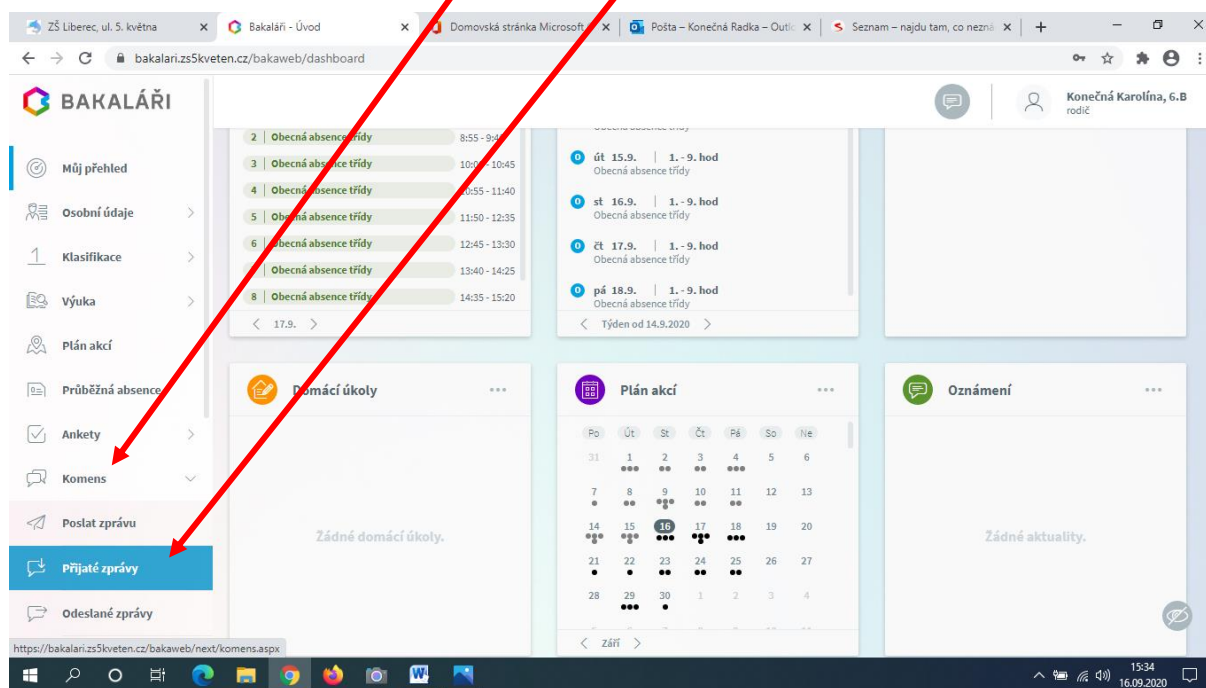 ZŠ Liberec, ul. 5. května
Bakaláři - Úvod
Domovská stránka Microsoft
Pošta – Konečná Radka – Outlo
Seznam – najdu tam, co nezná
bakalari.zs5kveten.cz/bakaweb/dashboard
BAKALÁŘI
Konečná Karolína, 6.B
rodič
Můj přehled
Osobní údaje
Klasifikace
Výuka
Plán akcí
Průběžná absence
Ankety
Komens
Poslat zprávu
Přijaté zprávy
Odeslané zprávy
2 | Obecná absence třídy 8:55 - 9:40
3 | Obecná absence třídy 10:00 - 10:45
4 | Obecná absence třídy 10:55 - 11:40
5 | Obecná absence třídy 11:50 - 12:35
6 | Obecná absence třídy 12:45 - 13:30
| Obecná absence třídy 13:40 - 14:25
8 | Obecná absence třídy 14:35 - 15:20
< 17.9. >
Obecná absence třídy
0 út 15.9. | 1. - 9. hod
Obecná absence třídy
0 st 16.9. | 1. - 9. hod
Obecná absence třídy
0 čt 17.9. | 1. - 9. hod
Obecná absence třídy
0 pá 18.9. | 1. - 9. hod
Obecná absence třídy
< Týden od 14.9.2020 >
Domácí úkoly
Žádné domácí úkoly.
Plán akcí
Po Út St Čt Pá So Ne
31 1 2 3 4 5 6
7 8 9 10 11 12 13
14 15 16 17 18 19 20
21 22 23 24 25 26 27
28 29 30 1 2 3 4
< Září >
Oznámení
Žádné aktuality.
https://bakalari.zs5kveten.cz/bakaweb/next/komens.aspx
15:34
16.09.2020